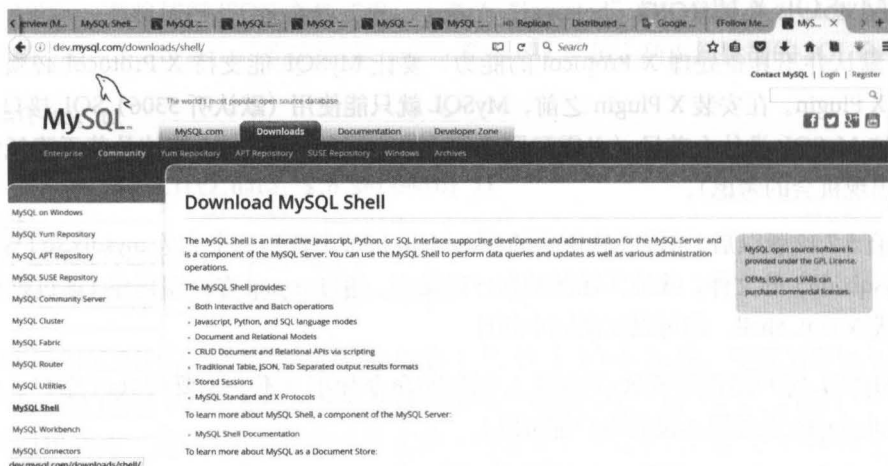 eview (M...
MySQL Shell...
MySQL :: ...
MySQL :: ...
MySQL :: ...
MySQL :: ...
MySQL :: ...
Replican...
Distributed ...
Google ...
(Follow Me...
MyS... ×
dev.mysql.com/downloads/shell/
Search
Contact MySQL | Login | Register
MySQL
The world's most popular open source database
MySQL.com
Downloads
Documentation
Developer Zone
Enterprise
Community
Yum Repository
APT Repository
SUSE Repository
Windows
Archives
MySQL on Windows
MySQL Yum Repository
MySQL APT Repository
MySQL SUSE Repository
MySQL Community Server
MySQL Cluster
MySQL Fabric
MySQL Router
MySQL Utilities
MySQL Shell
MySQL Workbench
MySQL Connectors
dev.mysql.com/downloads/shell/
Download MySQL Shell
The MySQL Shell is an interactive Javascript, Python, or SQL interface supporting development and administration for the MySQL Server and
is a component of the MySQL Server. You can use the MySQL Shell to perform data queries and updates as well as various administration
operations.
The MySQL Shell provides:
Both Interactive and Batch operations
Javascript, Python, and SQL language modes
Document and Relational Models
CRUD Document and Relational APIs via scripting
Traditional Table, JSON, Tab Separated output results formats
Stored Sessions
MySQL Standard and X Protocols
To learn more about MySQL Shell, a component of the MySQL Server:
MySQL Shell Documentation
To learn more about MySQL as a Document Store:
MySQL open source software is
provided under the GPL License.
OEMs, ISVs and VARs can
purchase commercial licenses.